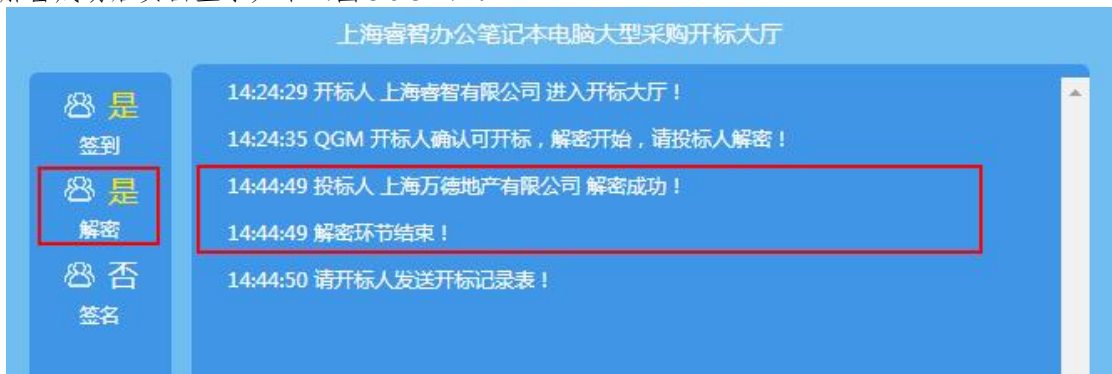 上海睿智办公笔记本电脑大型采购开标大厅
是
签到
是
解密
否
签名
14:24:29 开标人 上海睿智有限公司 进入开标大厅！
14:24:35 QGM 开标人确认可开标，解密开始，请投标人解密！
14:44:49 投标人 上海万德地产有限公司 解密成功！
14:44:49 解密环节结束！
14:44:50 请开标人发送开标记录表！